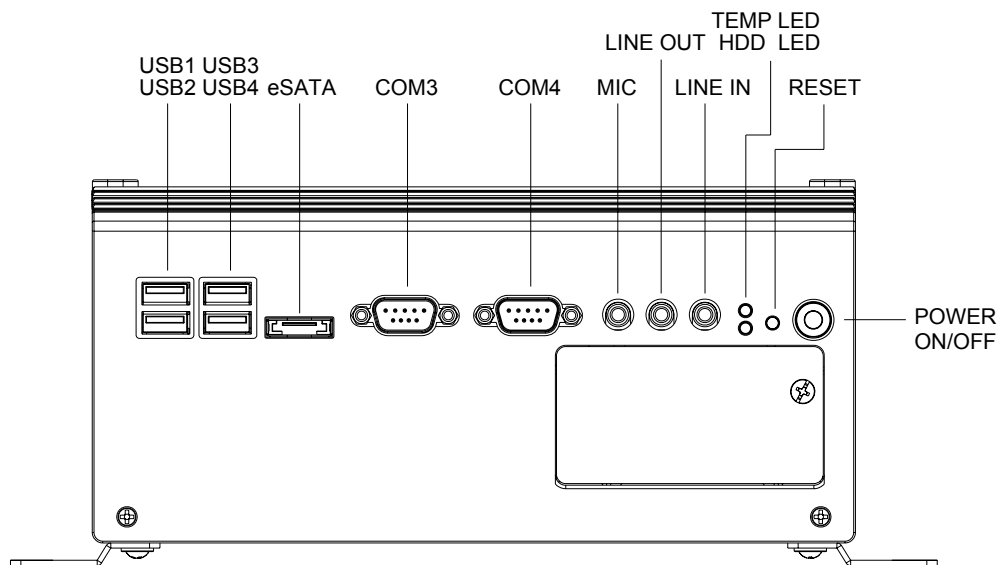 TEMP LED
LINE OUT HDD LED
USB1 USB3
USB2 USB4 eSATA COM3 COM4 MIC LINE IN RESET
POWER
ON/OFF